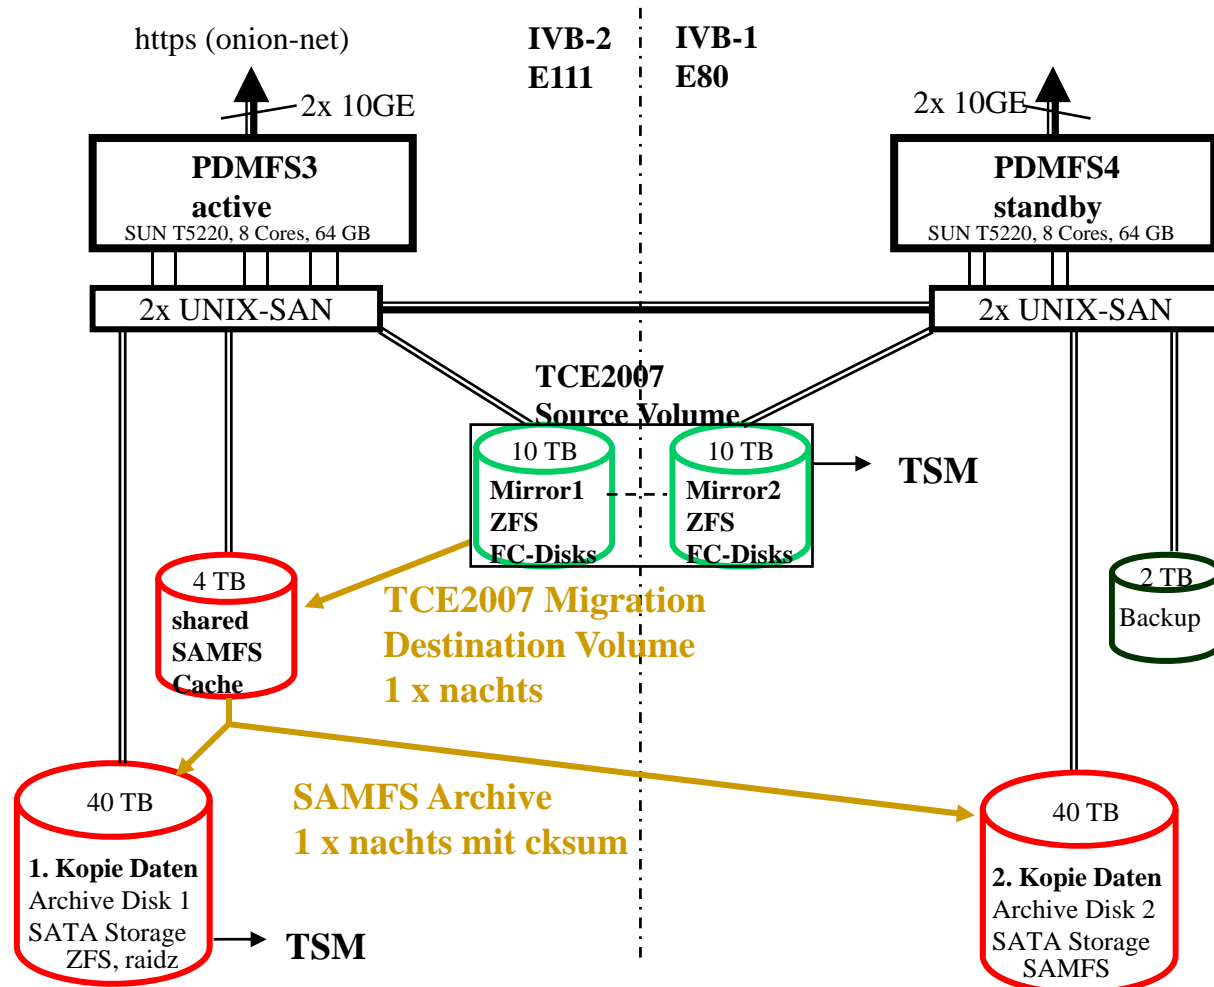 https (onion-net)
IVB-2
E111
IVB-1
E80
2x 10GE
2x 10GE
PDMFS3
active
SUN T5220, 8 Cores, 64 GB
PDMFS4
standby
SUN T5220, 8 Cores, 64 GB
2x UNIX-SAN
2x UNIX-SAN
TCE2007
Source Volume
10 TB
Mirror1
ZFS
FC-Disks
10 TB
Mirror2
ZFS
FC-Disks
TSM
4 TB
shared
SAMFS
Cache
TCE2007 Migration
Destination Volume
1 x nachts
2 TB
Backup
40 TB
1. Kopie Daten
Archive Disk 1
SATA Storage
ZFS, raidz
TSM
SAMFS Archive
1 x nachts mit cksum
40 TB
2. Kopie Daten
Archive Disk 2
SATA Storage
SAMFS